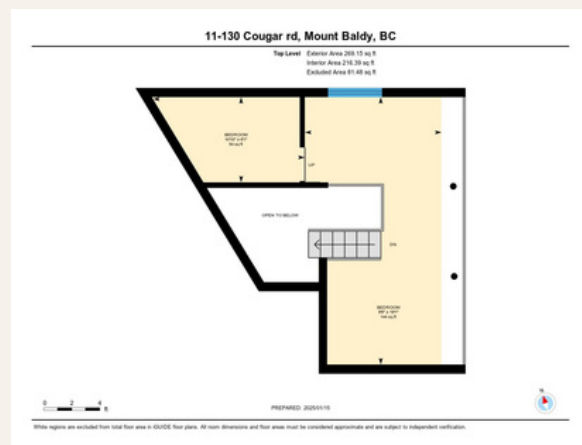 11-130 Cougar rd, Mount Baldy, BC
Top Level Exterior Area 269.15 sq ft
Interior Area 216.39 sq ft
Excluded Area 81.48 sq ft
BEDROOM
UP
OPEN TO BELOW
DN
BEDROOM
N
0 2 4
ft
PREPARED: 2025/01/15
White regions are excluded from total floor area in iGUIDE floor plans. All room dimensions and floor areas must be considered approximate and are subject to independent verification.